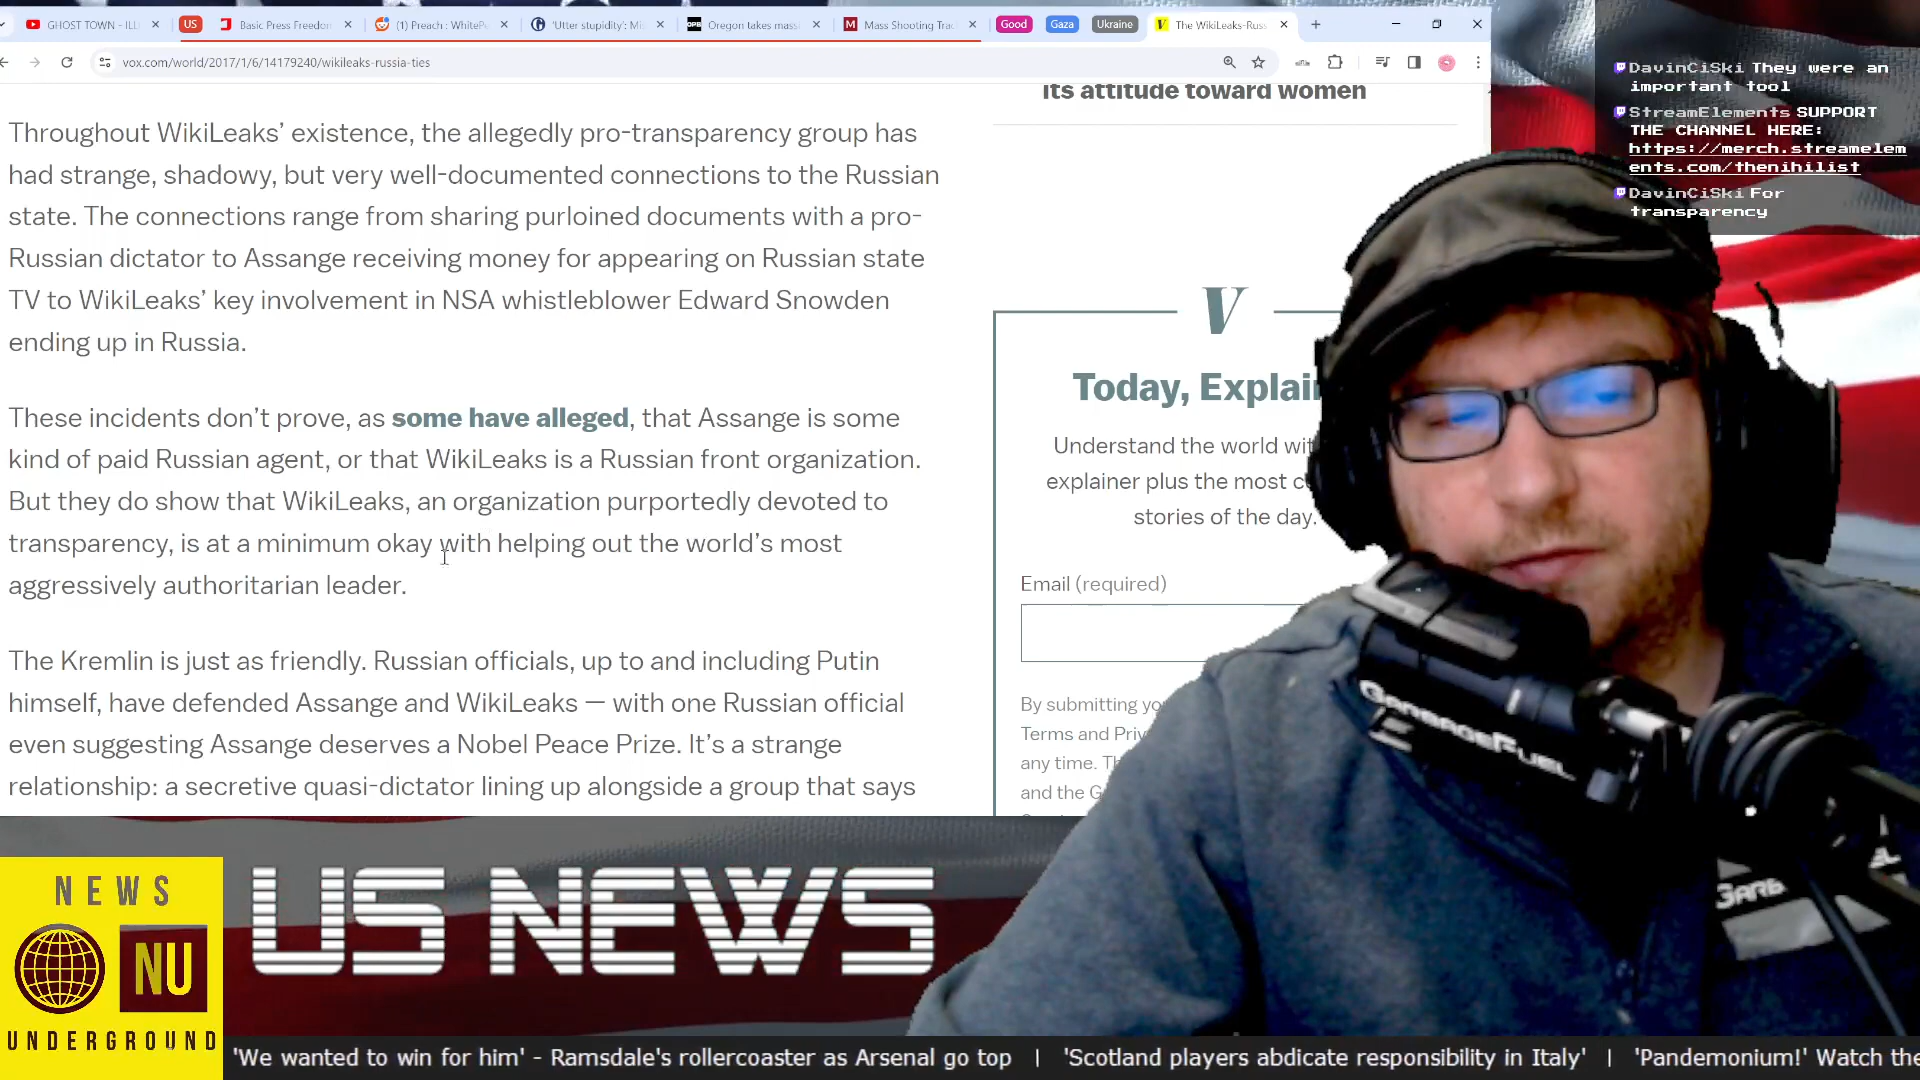 GHOST TOWN - ILL
US
Basic Press Freedom
(1) Preach : WhitePe
'Utter stupidity': Mi
OPB
Oregon takes mass
Mass Shooting Trac
Good
Gaza
Ukraine
The WikiLeaks-Russ
vox.com/world/2017/1/6/14179240/wikileaks-russia-ties
Throughout WikiLeaks' existence, the allegedly pro-transparency group has
had strange, shadowy, but very well-documented connections to the Russian
state. The connections range from sharing purloined documents with a pro-
Russian dictator to Assange receiving money for appearing on Russian state
TV to WikiLeaks' key involvement in NSA whistleblower Edward Snowden
ending up in Russia.
These incidents don't prove, as some have alleged, that Assange is some
kind of paid Russian agent, or that WikiLeaks is a Russian front organization.
But they do show that WikiLeaks, an organization purportedly devoted to
transparency, is at a minimum okay with helping out the world's most
aggressively authoritarian leader.
The Kremlin is just as friendly. Russian officials, up to and including Putin
himself, have defended Assange and WikiLeaks — with one Russian official
even suggesting Assange deserves a Nobel Peace Prize. It's a strange
relationship: a secretive quasi-dictator lining up alongside a group that says
its attitude toward women
V
Today, Explai
Understand the world wit
explainer plus the most c
stories of the day.
Email (required)
By submitting yo
Terms and Priv
any time. Th
and the G
DavinCiSki They were an
important tool
StreamElements SUPPORT
THE CHANNEL HERE:
https://merch.streamelem
ents.com/thenihilist
DavinCiSki For
transparency
GARBAGEFUEL
GARB
NEWS
NU
UNDERGROUND
US NEWS
'We wanted to win for him' - Ramsdale's rollercoaster as Arsenal go top | 'Scotland players abdicate responsibility in Italy' | 'Pandemonium!' Watch the